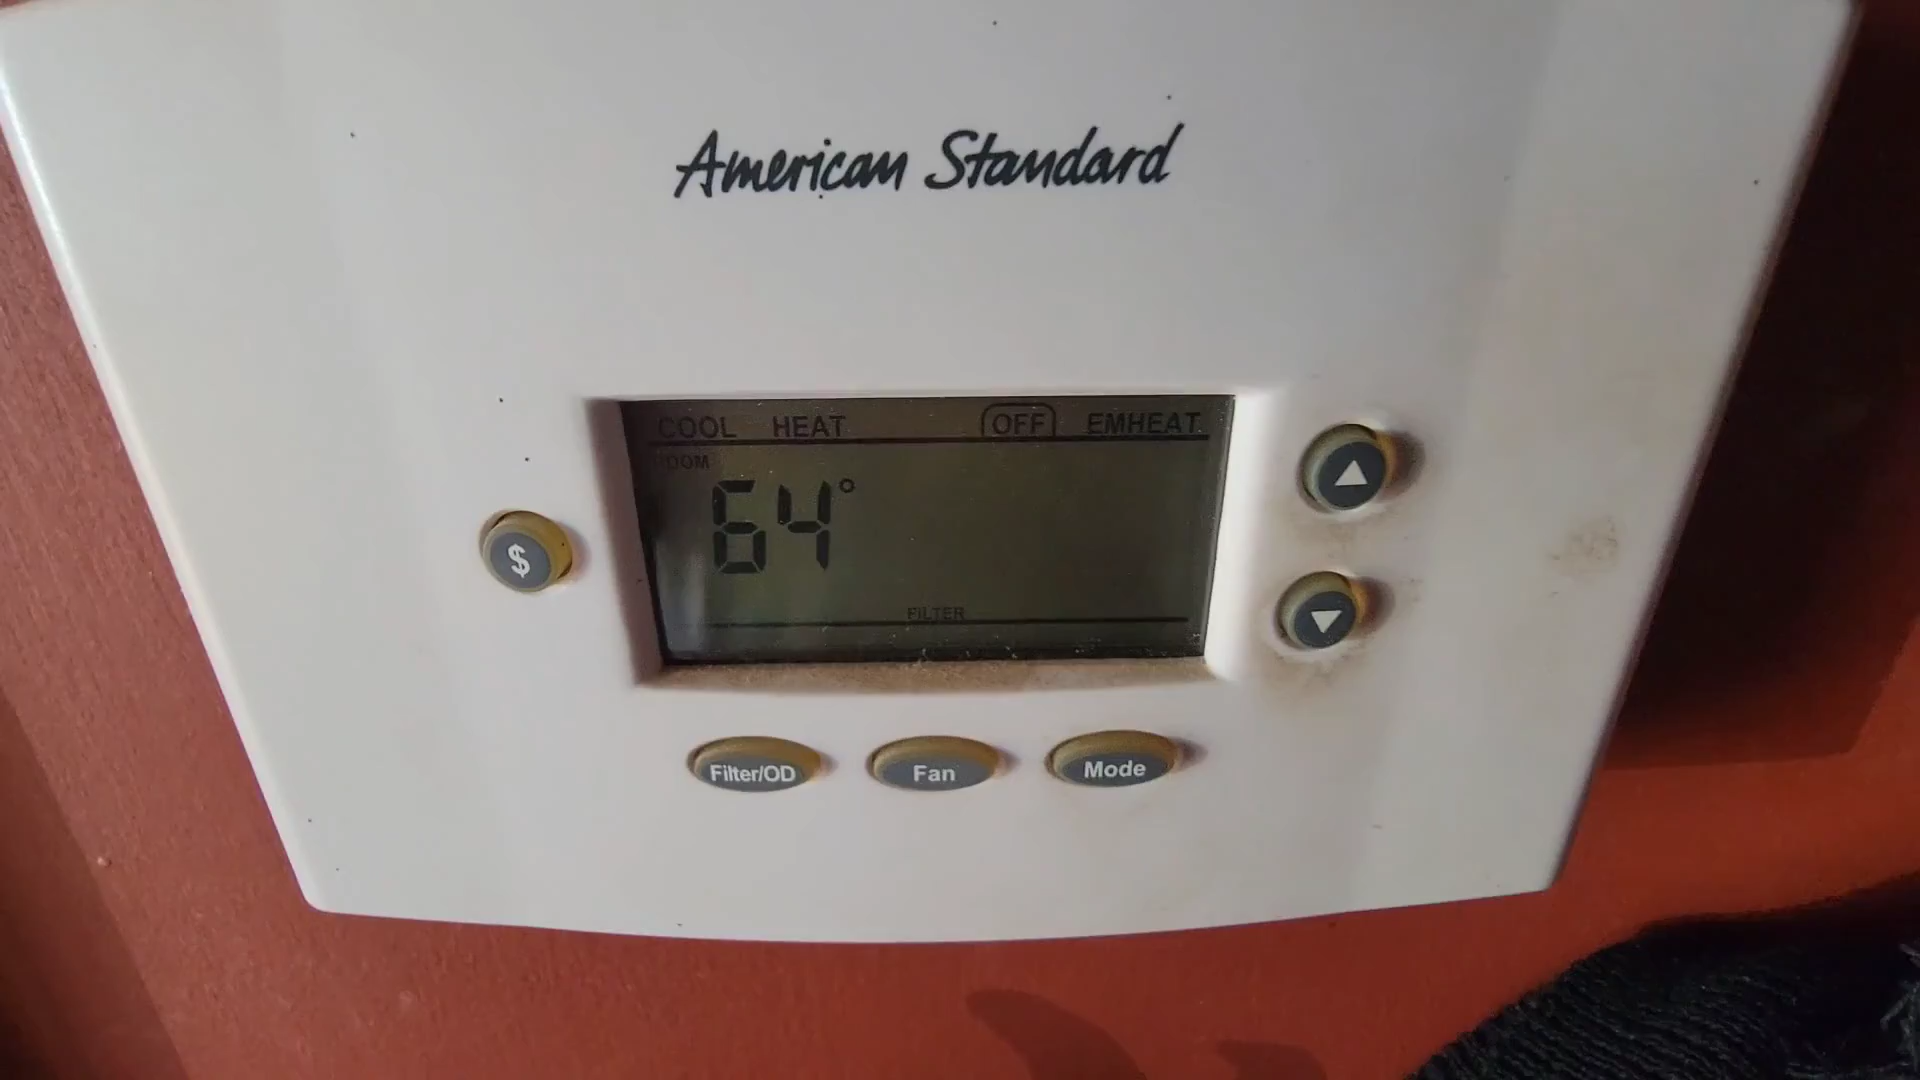 American Standard
COOL HEAT OFF EMHEAT
64°
FILTER
$
Filter/OD Fan Mode